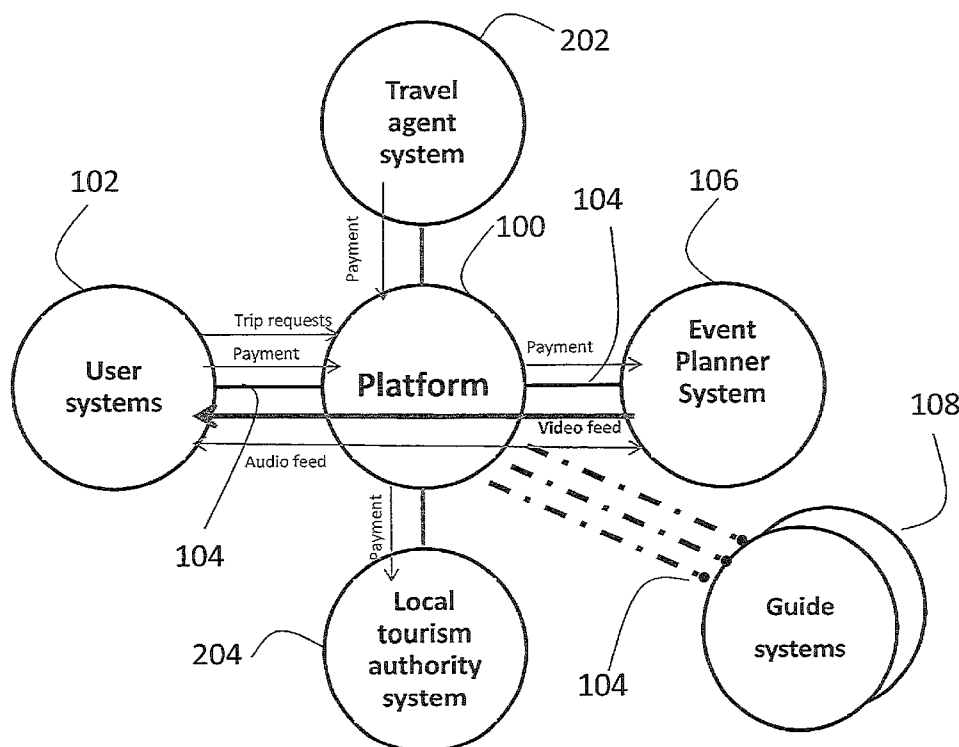 202
Travel
agent
system
102
106
104
100
Payment
Trip requests
Payment
Payment
User
systems
Platform
Event
Planner
System
Video feed
Audio feed
108
Payment
104
Local
tourism
authority
system
204
Guide
systems
104